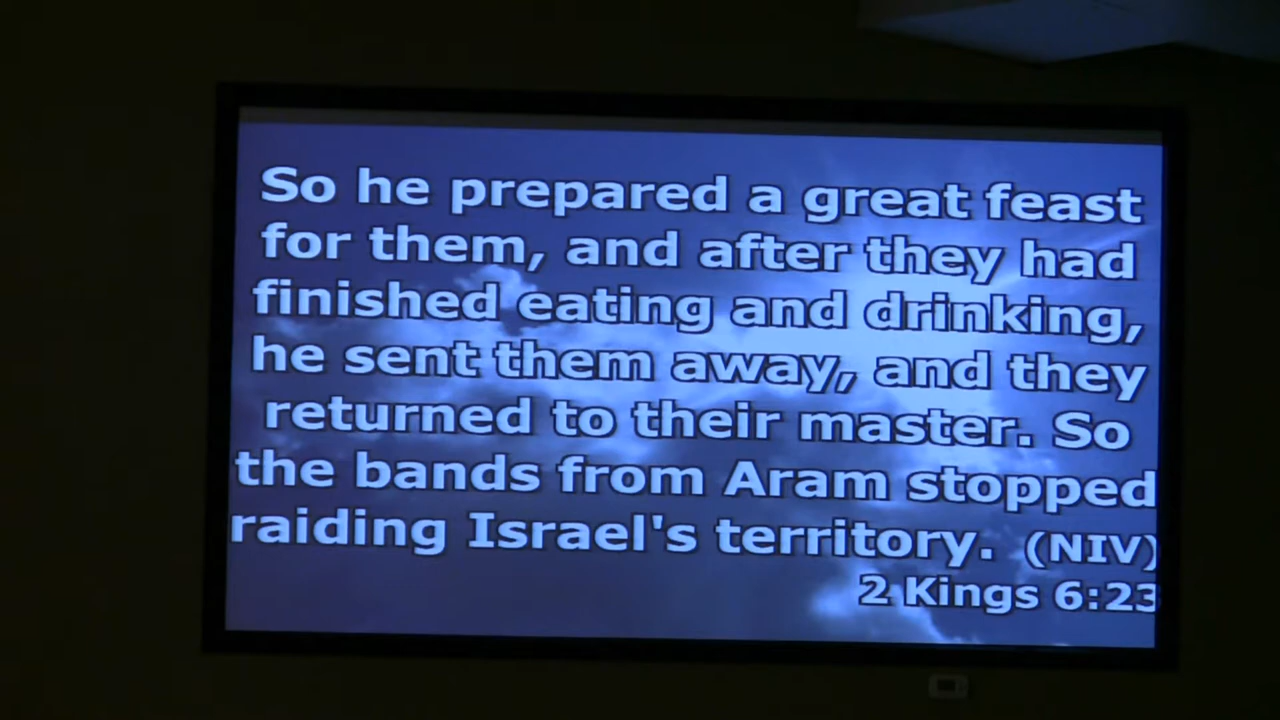 So he prepared a great feast
for them, and after they had
finished eating and drinking,
he sent them away, and they
returned to their master. So
the bands from Aram stopped
raiding Israel's territory. (NIV)
2 Kings 6:23